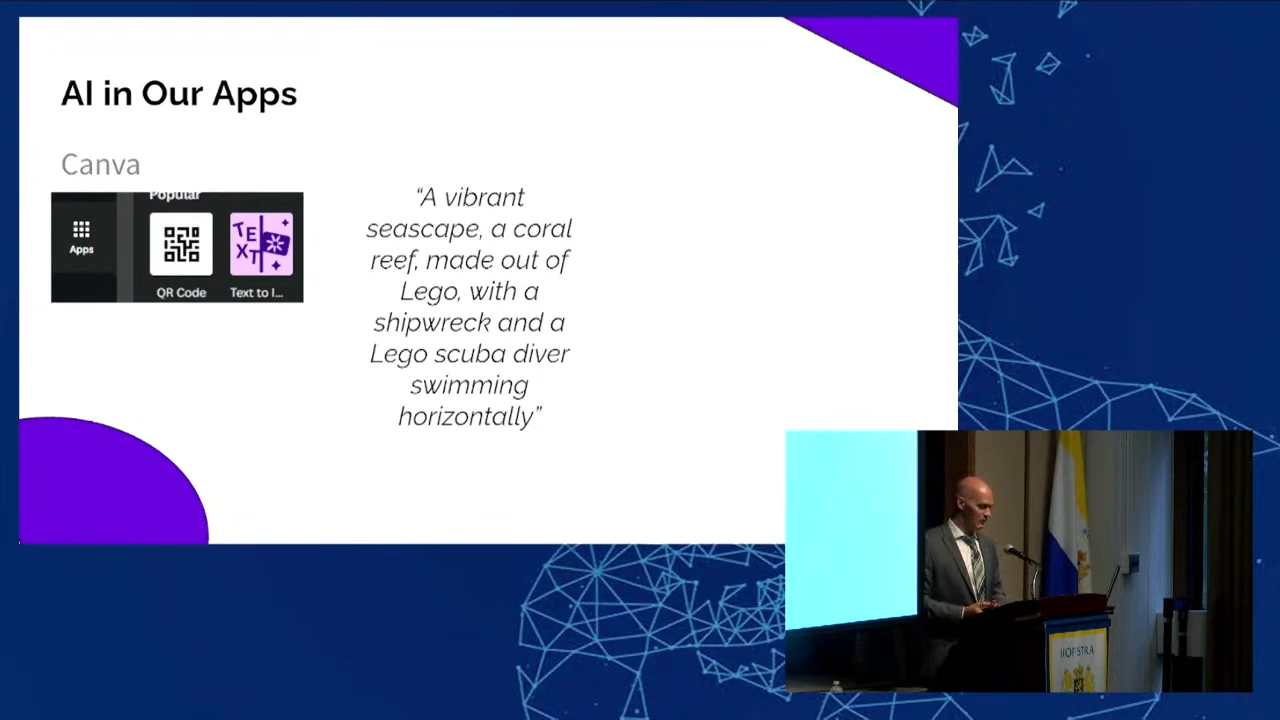 AI in Our Apps
Canva
Popular
Apps
TEXT
QR Code
Text to I...
“A vibrant
seascape, a coral
reef, made out of
Lego, with a
shipwreck and a
Lego scuba diver
swimming
horizontally”
HOFSTRA